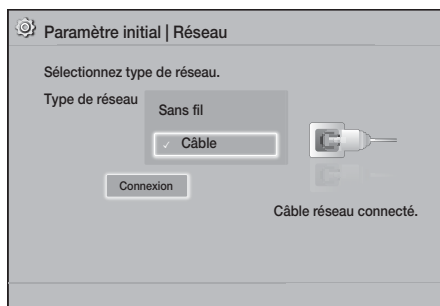 Paramètre initial | Réseau
Sélectionnez type de réseau.
Type de réseau
Sans fil
✓ Câble
Connexion
Câble réseau connecté.